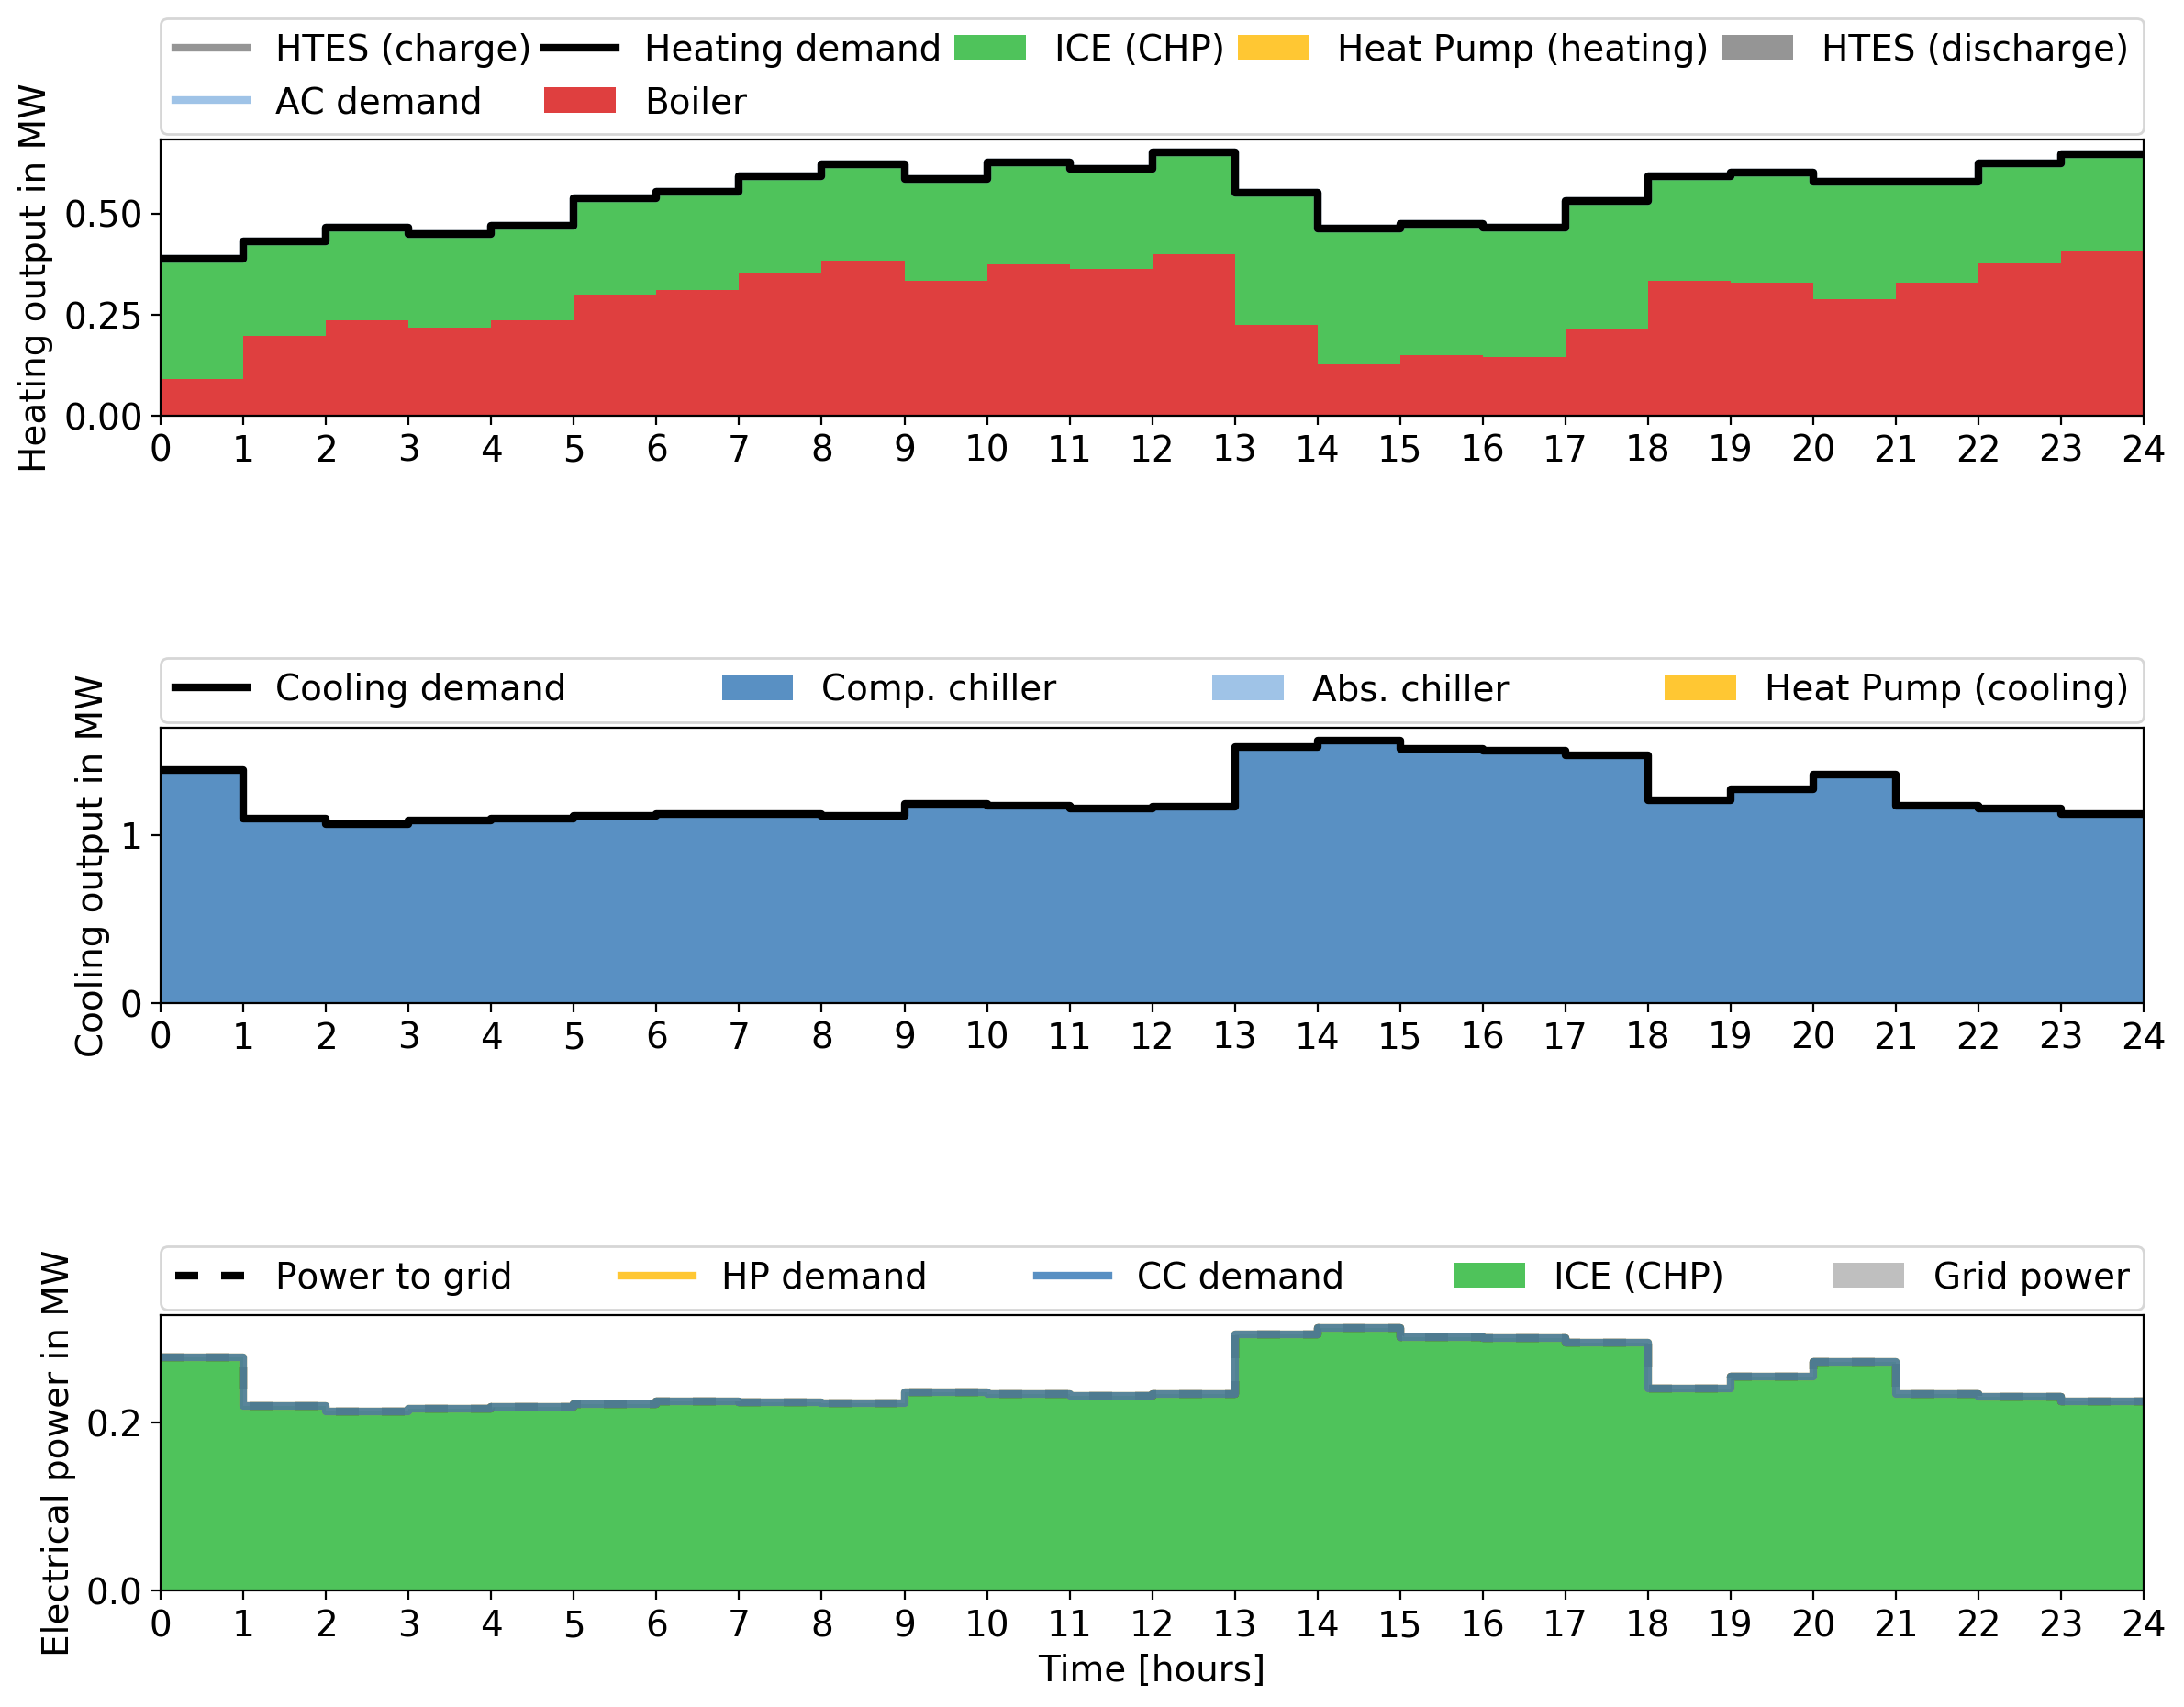 HTES (charge) Heating demand ICE (CHP) Heat Pump (heating) HTES (discharge)
AC demand Boiler
Heating output in MW
0.50
0.25
0.00
0 1 2 3 4 5 6 7 8 9 10 11 12 13 14 15 16 17 18 19 20 21 22 23 24
Cooling demand Comp. chiller Abs. chiller Heat Pump (cooling)
Cooling output in MW
1
0
0 1 2 3 4 5 6 7 8 9 10 11 12 13 14 15 16 17 18 19 20 21 22 23 24
Power to grid HP demand CC demand ICE (CHP) Grid power
Electrical power in MW
0.2
0.0
0 1 2 3 4 5 6 7 8 9 10 11 12 13 14 15 16 17 18 19 20 21 22 23 24
Time [hours]